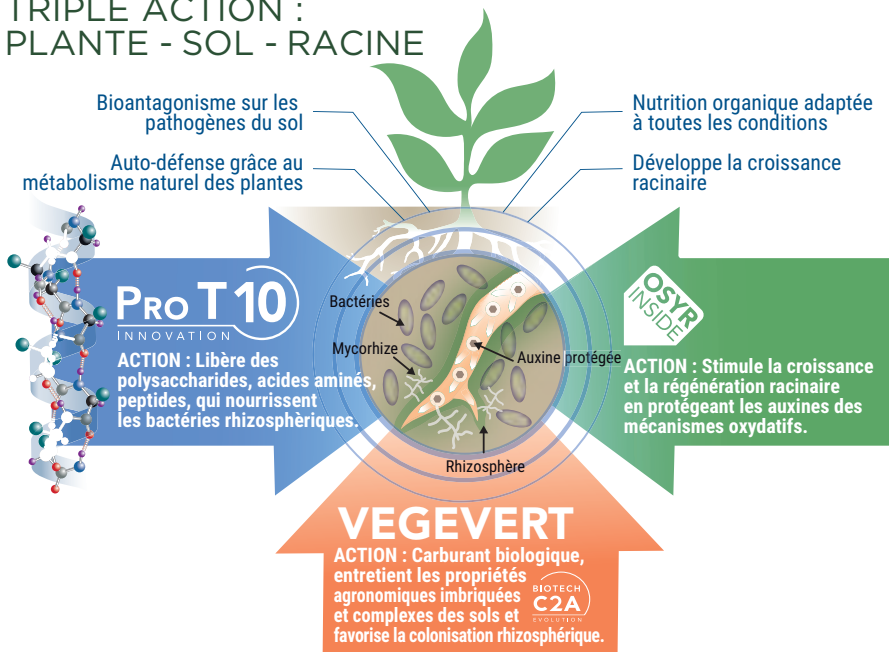 TRIPLE ACTION :
PLANTE - SOL - RACINE
Bioantagonisme sur les
pathogènes du sol
Auto-défense grâce au
métabolisme naturel des plantes
Nutrition organique adaptée
à toutes les conditions
Développe la croissance
racinaire
PRO T10
INNOVATION
ACTION : Libère des
polysaccharides, acides aminés,
peptides, qui nourrissent
les bactéries rhizosphèriques.
Bactéries
Mycorhize
Auxine protégée
Rhizosphère
OSYR
INSIDE
ACTION : Stimule la croissance
et la régénération racinaire
en protégeant les auxines des
mécanismes oxydatifs.
VEGEVERT
ACTION : Carburant biologique,
entretient les propriétés
agronomiques imbriquées
et complexes des sols et
favorise la colonisation rhizosphérique.
BIOTECH
C2A
EVOLUTION